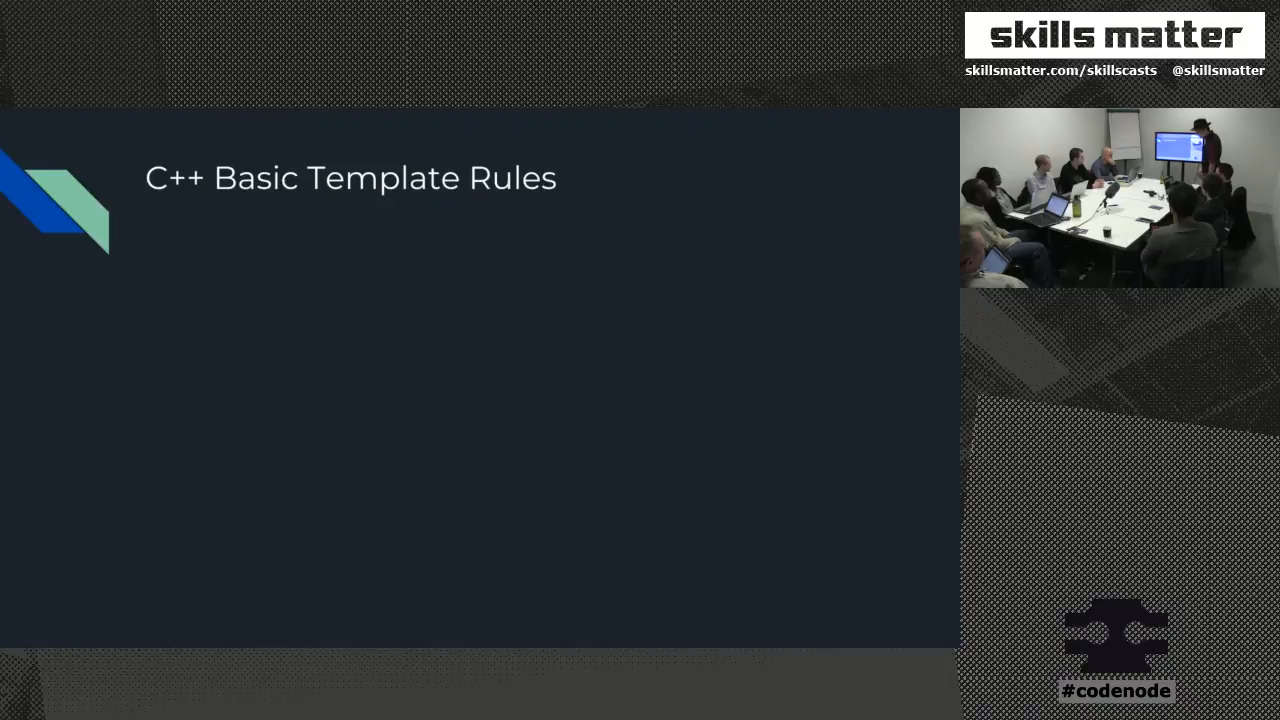 skills matter
skillsmatter.com/skillscasts @skillsmatter
C++ Basic Template Rules
#codenode